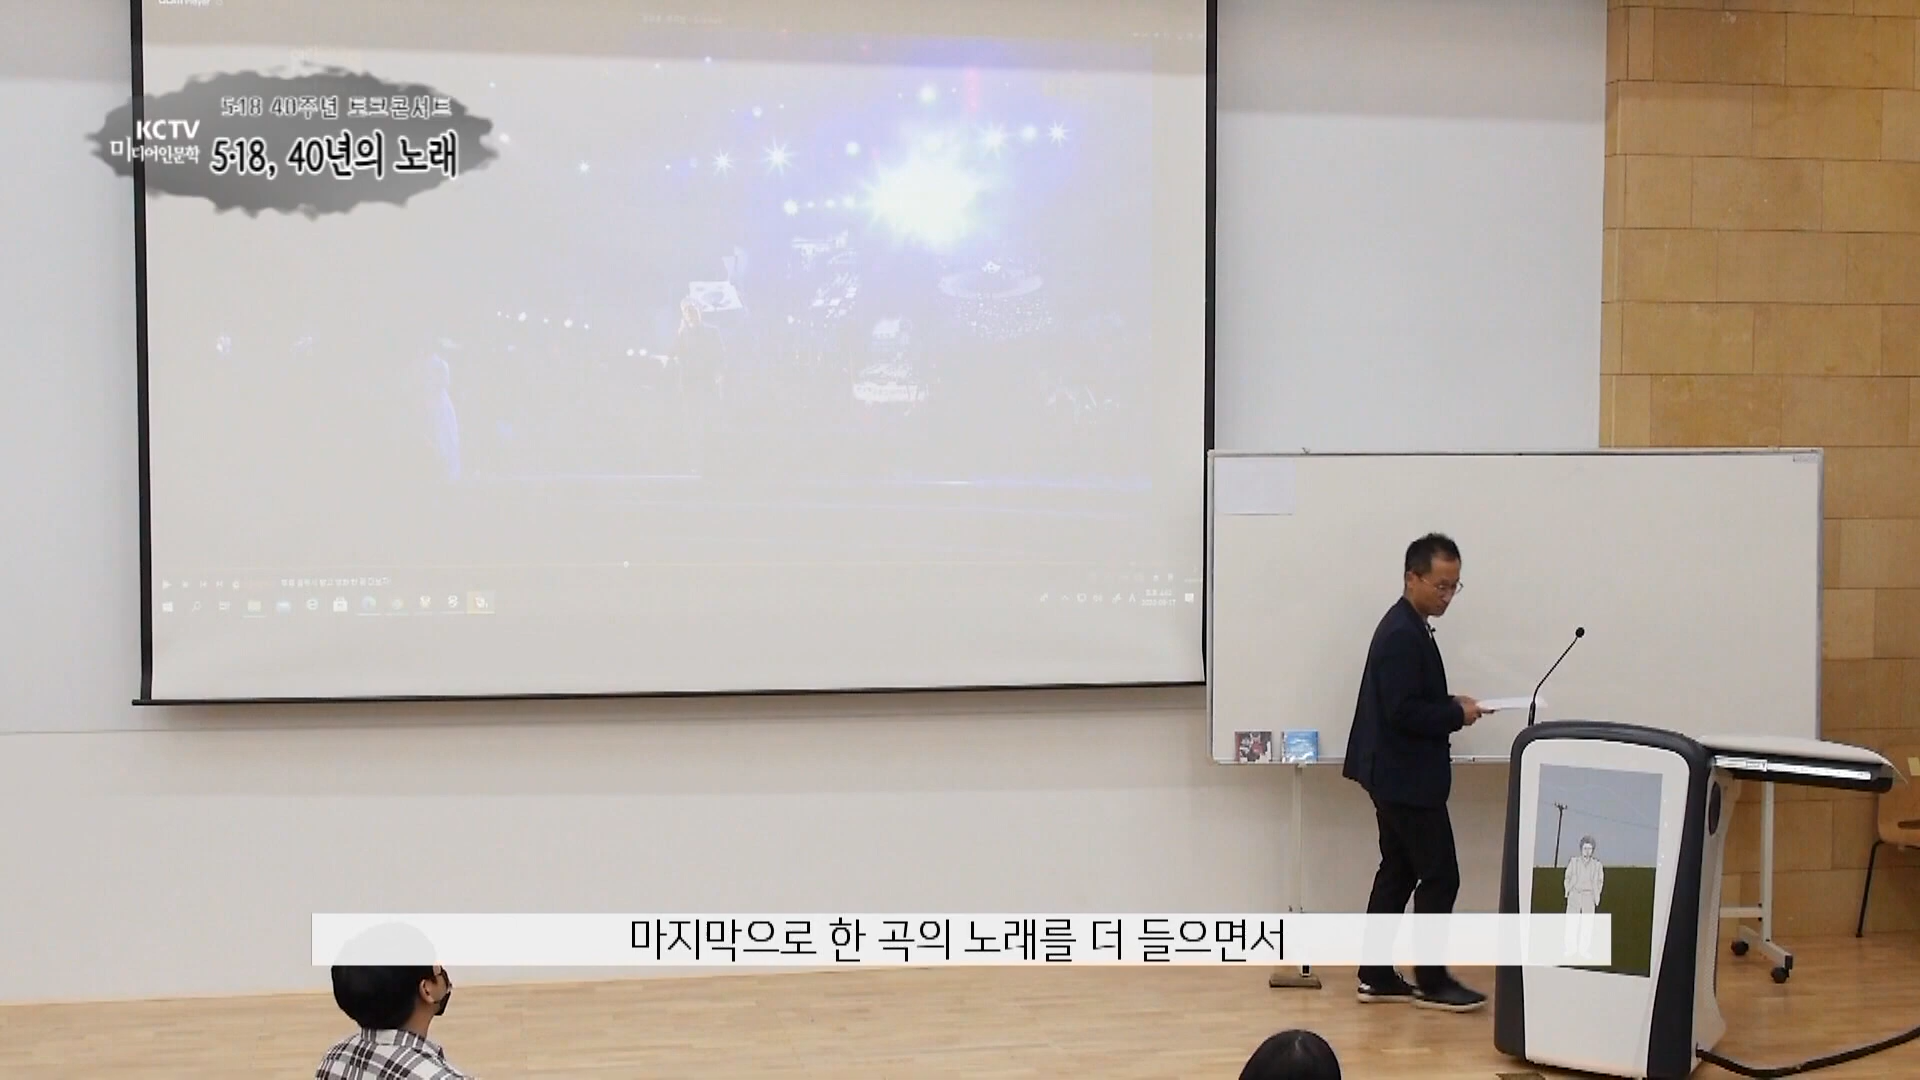 5·18 40주년 토크콘서트
KCTV
미디어인문학
5·18, 40년의 노래
마지막으로 한 곡의 노래를 더 들으면서